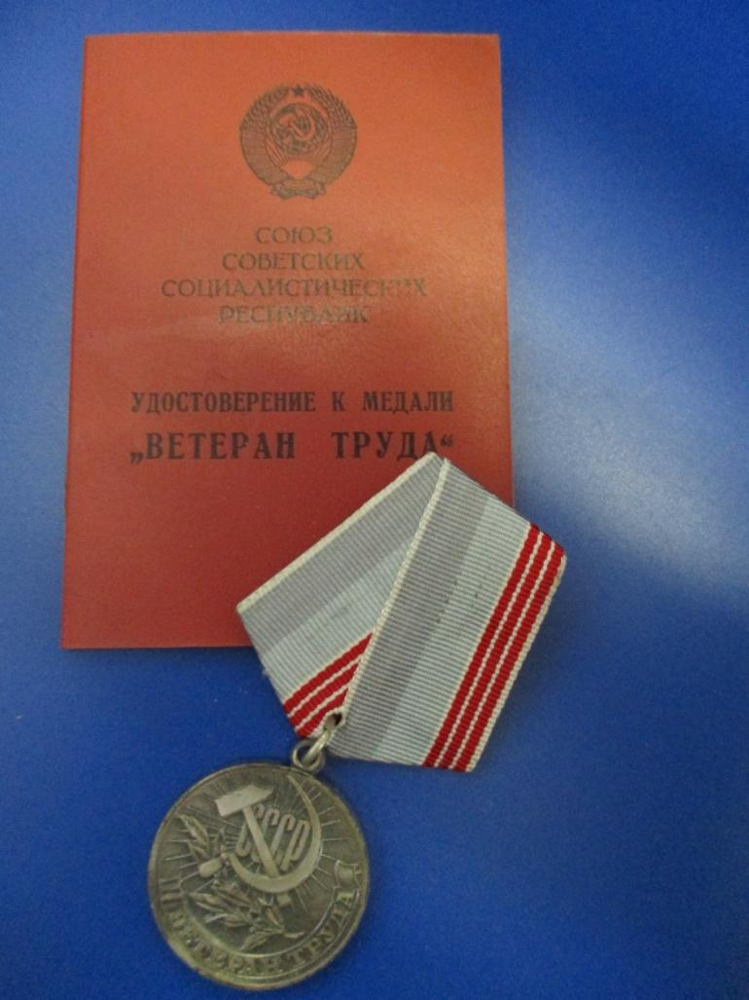 СОЮЗ
СОВЕТСКИХ
СОЦИАЛИСТИЧЕСКИХ
РЕСПУБЛИК
УДОСТОВЕРЕНИЕ К МЕДАЛИ
„ВЕТЕРАН ТРУДА“
СССР
ВЕТЕРАН ТРУДА